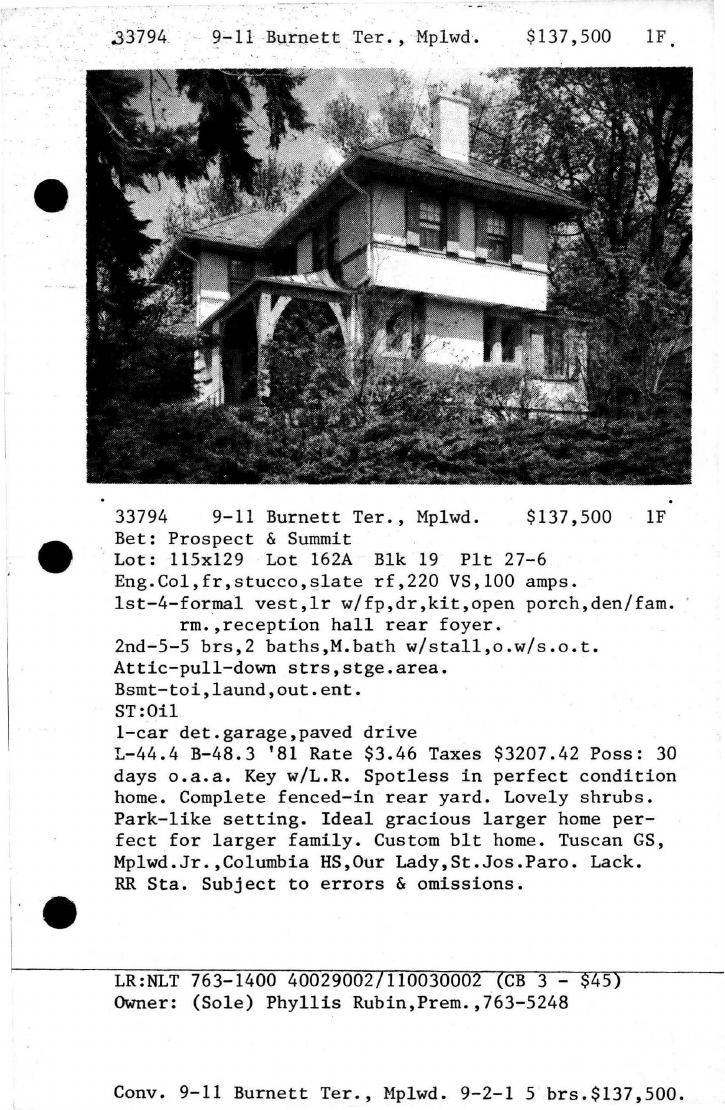 33794 9-11 Burnett Ter., Mplwd. $137,500 1F
33794 9-11 Burnett Ter., Mplwd. $137,500 1F
Bet: Prospect & Summit
Lot: 115x129 Lot 162A Blk 19 Plt 27-6
Eng.Col,fr,stucco,slate rf,220 VS,100 amps.
1st-4-formal vest,lr w/fp,dr,kit,open porch,den/fam.
rm.,reception hall rear foyer.
2nd-5-5 brs,2 baths,M.bath w/stall,o.w/s.o.t.
Attic-pull-down strs,stge.area.
Bsmt-toi,laund,out.ent.
ST:Oil
1-car det.garage,paved drive
L-44.4 B-48.3 '81 Rate $3.46 Taxes $3207.42 Poss: 30
days o.a.a. Key w/L.R. Spotless in perfect condition
home. Complete fenced-in rear yard. Lovely shrubs.
Park-like setting. Ideal gracious larger home per-
fect for larger family. Custom blt home. Tuscan GS,
Mplwd.Jr.,Columbia HS,Our Lady,St.Jos.Paro. Lack.
RR Sta. Subject to errors & omissions.
LR:NLT 763-1400 40029002/110030002 (CB 3 - $45)
Owner: (Sole) Phyllis Rubin,Prem.,763-5248
Conv. 9-11 Burnett Ter., Mplwd. 9-2-1 5 brs.$137,500.